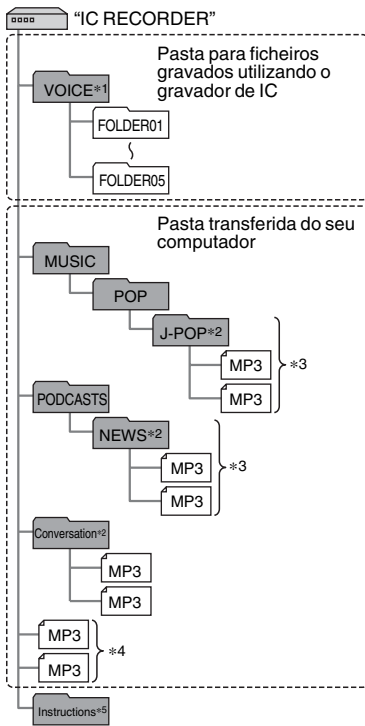 "IC RECORDER"
Pasta para ficheiros
gravados utilizando o
gravador de IC
VOICE*1
FOLDER01
FOLDER05
Pasta transferida do seu
computador
MUSIC
POP
J-POP*2
MP3
*3
MP3
PODCASTS
NEWS*2
MP3
*3
MP3
Conversation*2
MP3
MP3
MP3
*4
MP3
Instructions*5